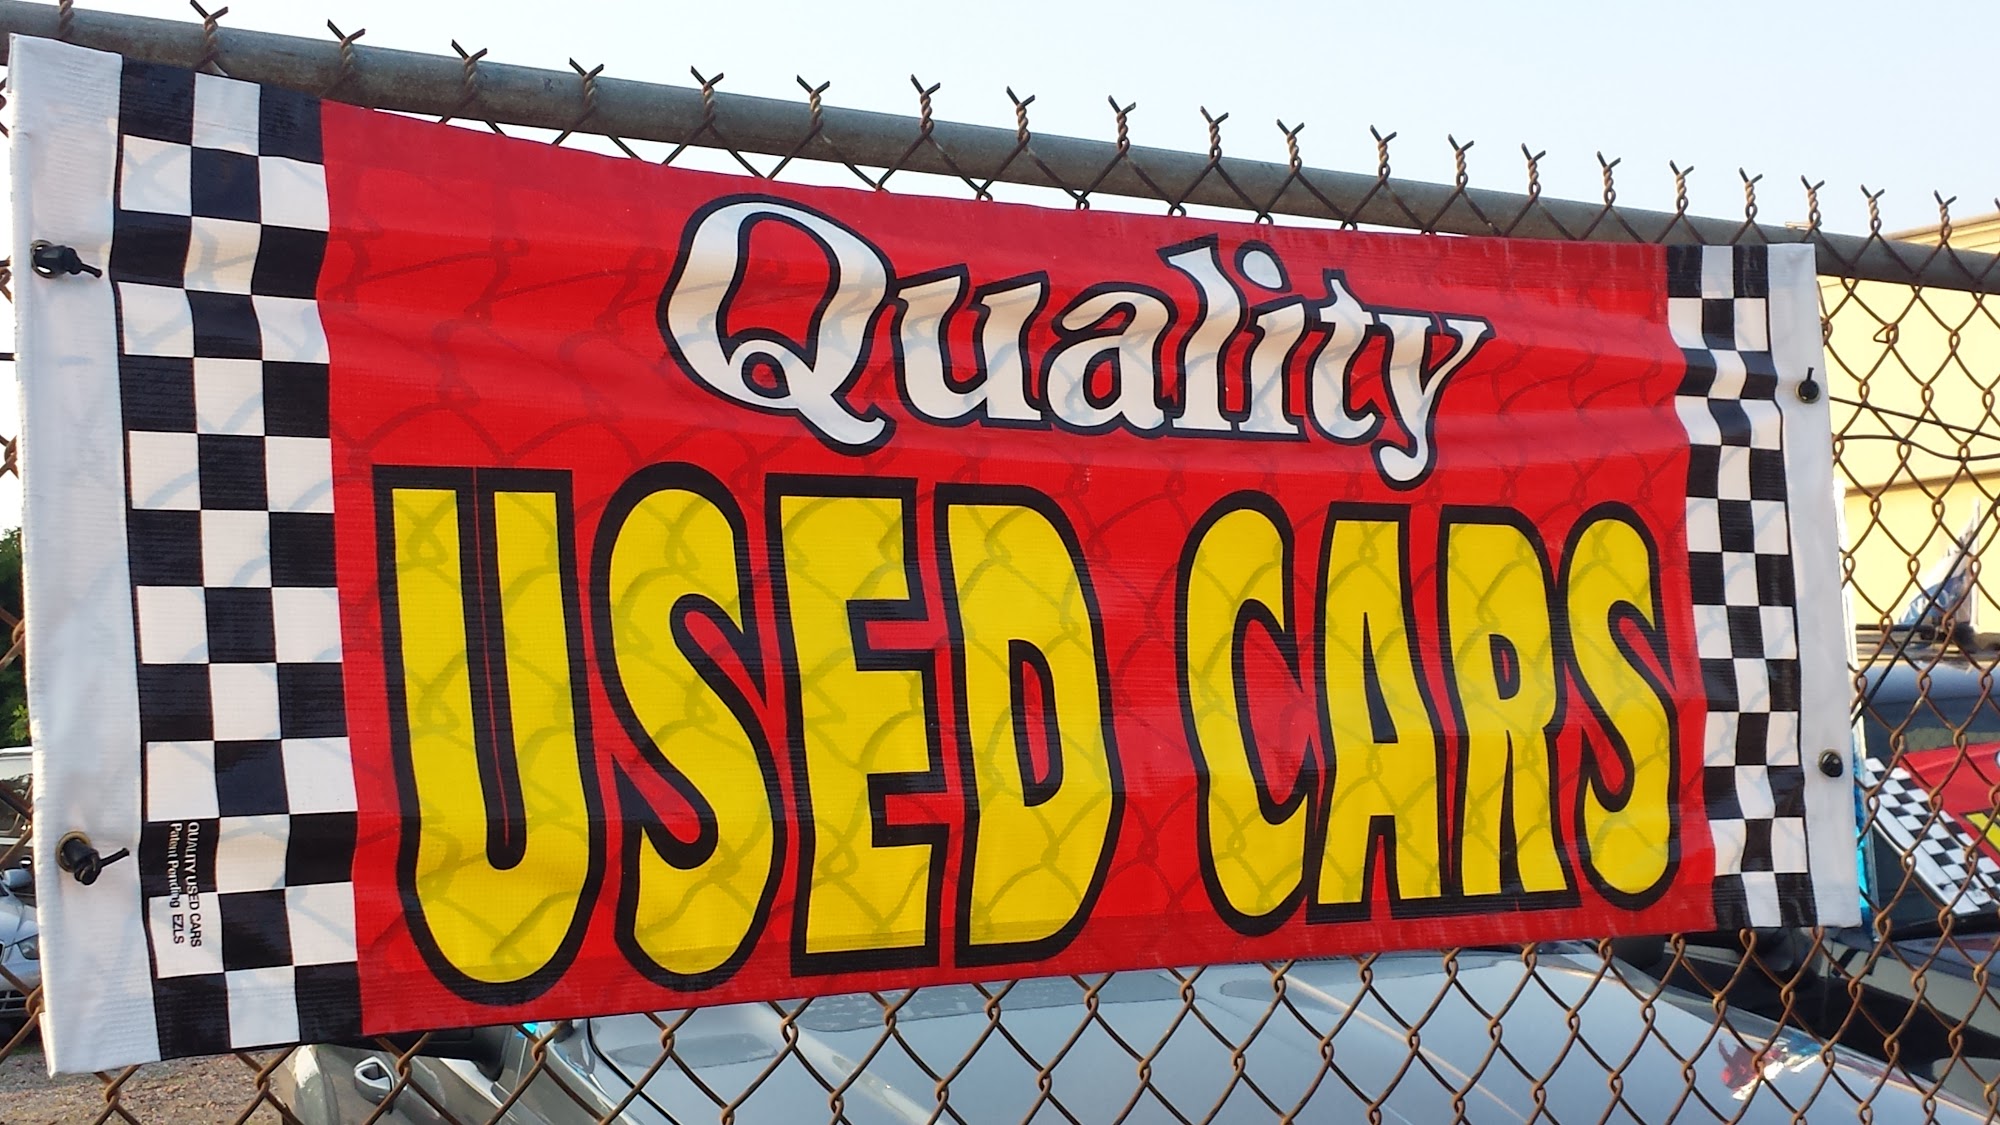 Quality
USED CARS
QUALITY USED CARS
Patent Pending EZLS